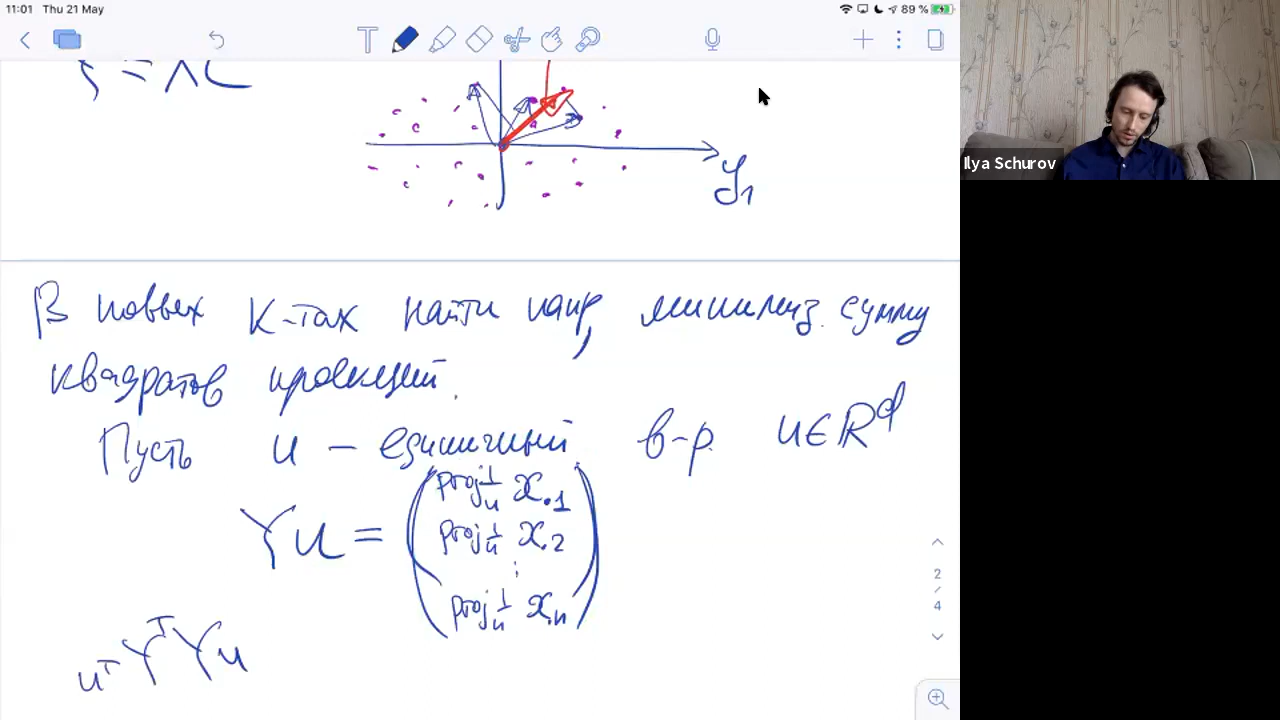 11:01 Thu 21 May
89 %
T
Ilya Schurov
y₁
В новых к-тах найти напр, минимиз. сумму
квадратов проекций.
Пусть u – единичный в-р. u ∈ ℝᵈ
Yu =
proj⊥u x.1
proj⊥u x.2
⋮
proj⊥u x.n
uᵀYᵀYu
2
/
4